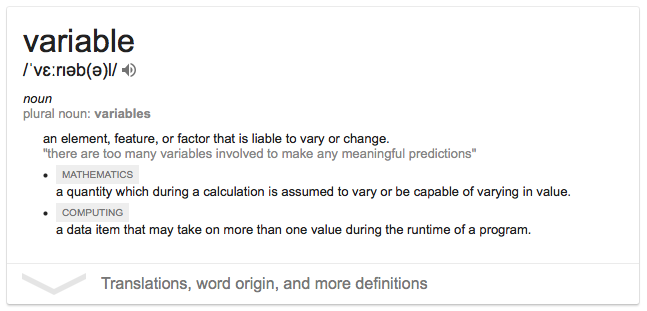 variable
/ˈvɛːrɪəb(ə)l/
noun
plural noun: variables
an element, feature, or factor that is liable to vary or change.
"there are too many variables involved to make any meaningful predictions"
MATHEMATICS
a quantity which during a calculation is assumed to vary or be capable of varying in value.
COMPUTING
a data item that may take on more than one value during the runtime of a program.
Translations, word origin, and more definitions